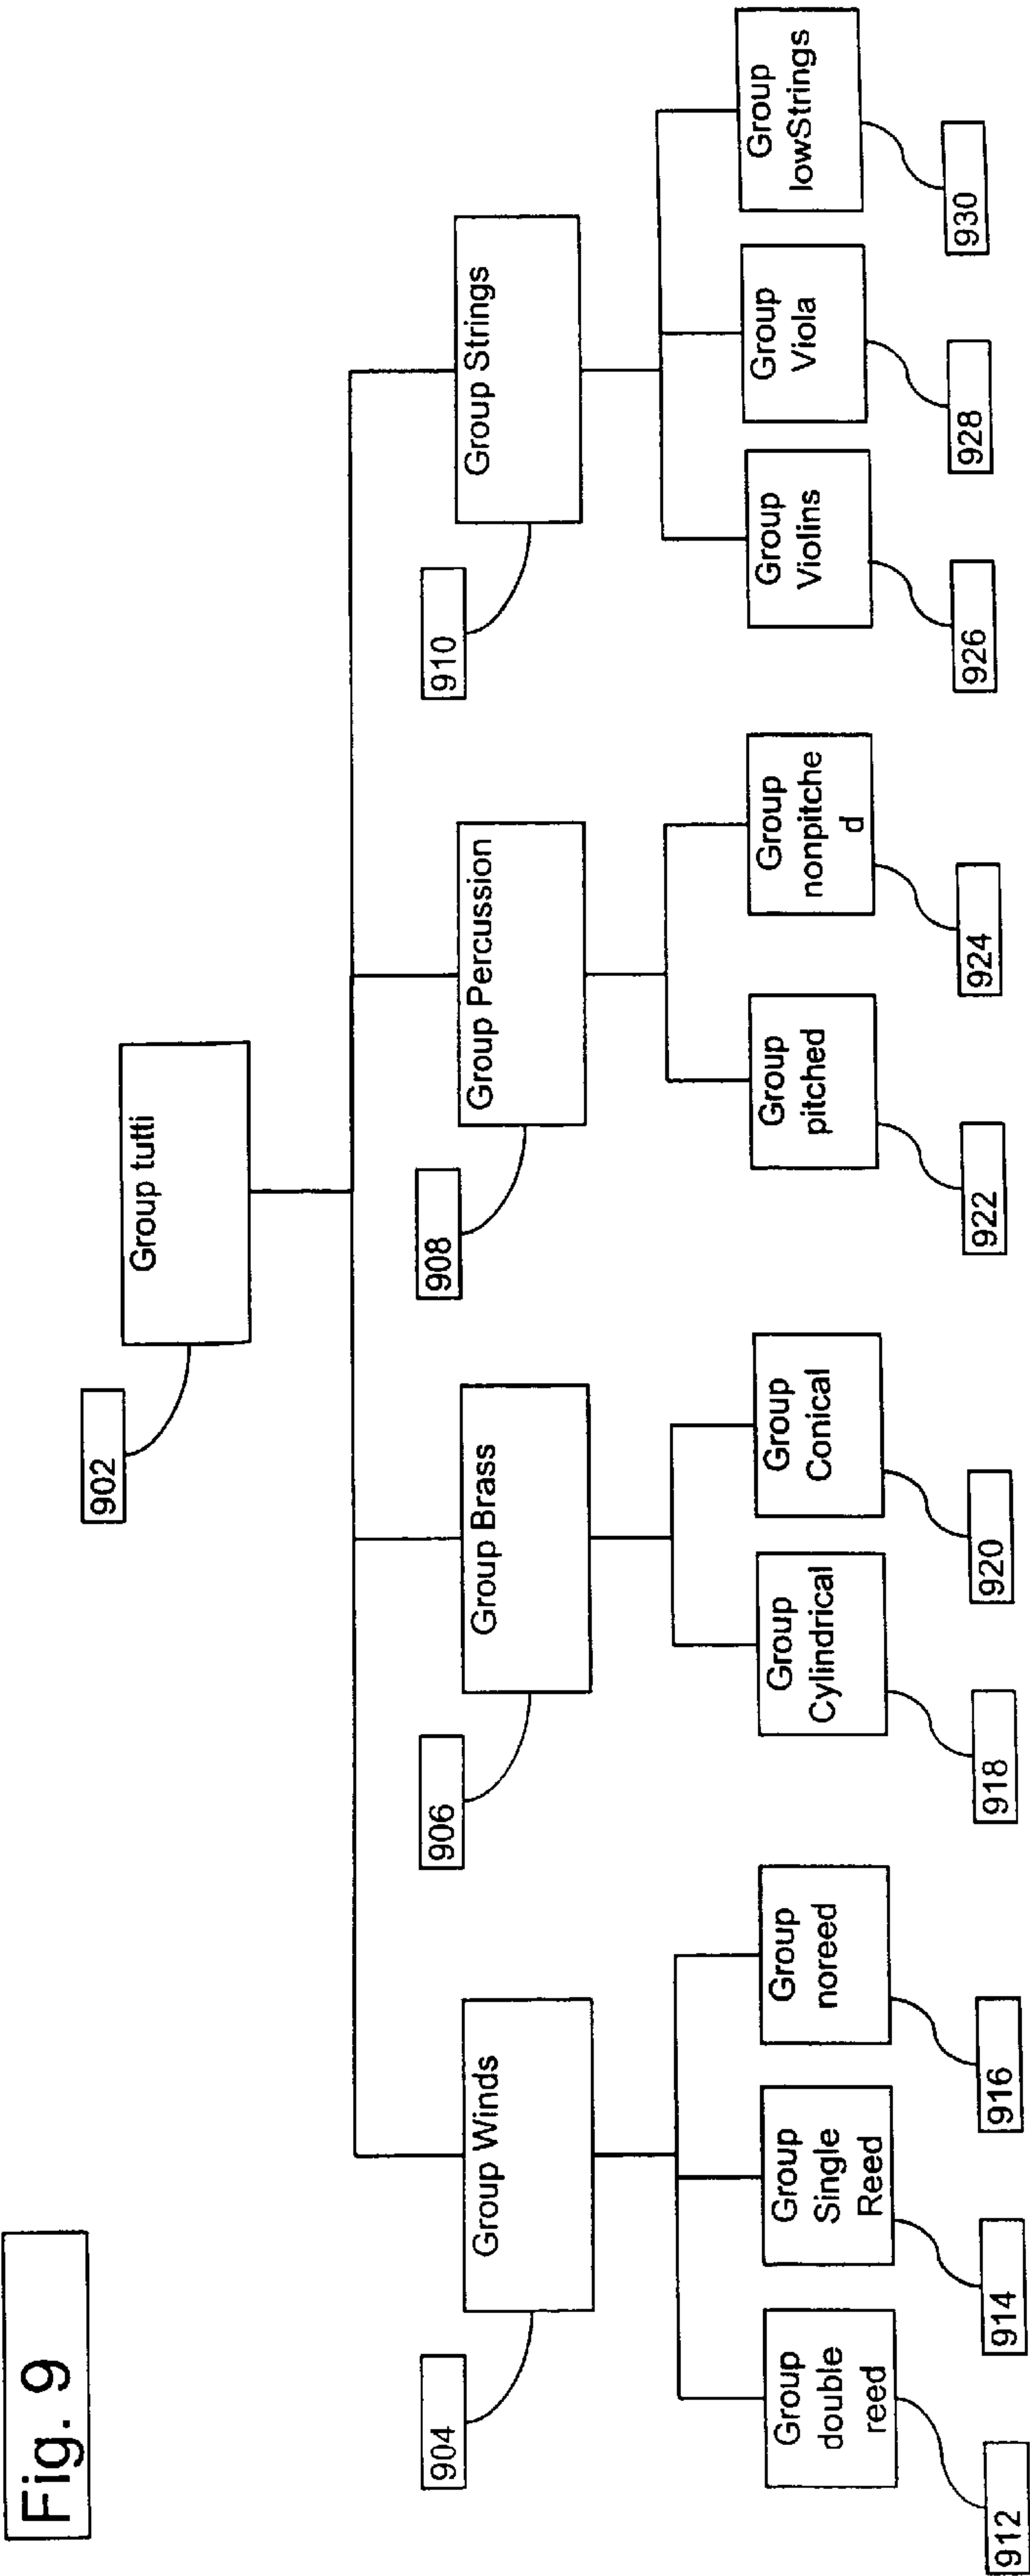 Fig. 9
902
Group tutti
904
Group Winds
906
Group Brass
908
Group Percussion
910
Group Strings
Group
double
reed
Group
Single
Reed
Group
noreed
Group
Cylindrical
Group
Conical
Group
pitched
Group
nonpitche
d
Group
Violins
Group
Viola
Group
lowStrings
912
914
916
918
920
922
924
926
928
930